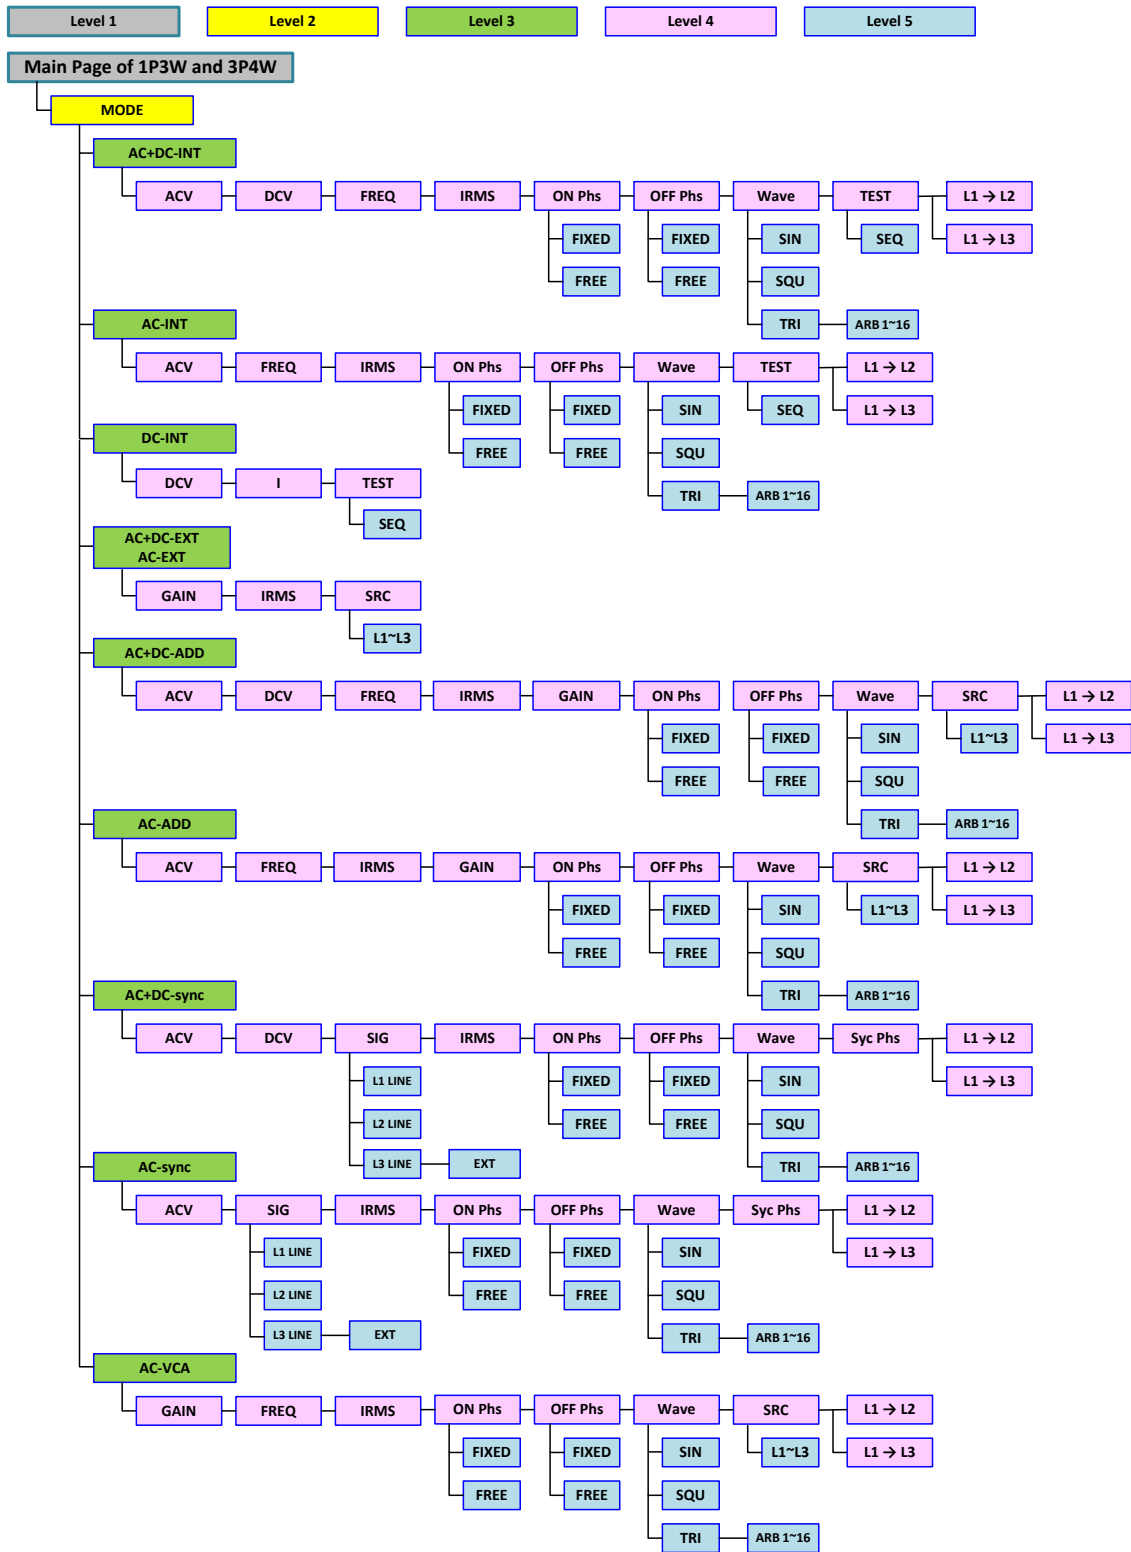 Level 1 Level 2 Level 3 Level 4 Level 5
Main Page of 1P3W and 3P4W
MODE
AC+DC-INT
ACV DCV FREQ IRMS ON Phs OFF Phs Wave TEST L1 → L2
FIXED FIXED SIN SEQ L1 → L3
FREE FREE SQU
TRI ARB 1~16
AC-INT
ACV FREQ IRMS ON Phs OFF Phs Wave TEST L1 → L2
FIXED FIXED SIN SEQ L1 → L3
FREE FREE SQU
TRI ARB 1~16
DC-INT
DCV I TEST
SEQ
AC+DC-EXT
AC-EXT
GAIN IRMS SRC
L1~L3
AC+DC-ADD
ACV DCV FREQ IRMS GAIN ON Phs OFF Phs Wave SRC L1 → L2
FIXED FIXED SIN L1~L3 L1 → L3
FREE FREE SQU
TRI ARB 1~16
AC-ADD
ACV FREQ IRMS GAIN ON Phs OFF Phs Wave SRC L1 → L2
FIXED FIXED SIN L1~L3 L1 → L3
FREE FREE SQU
TRI ARB 1~16
AC+DC-sync
ACV DCV SIG IRMS ON Phs OFF Phs Wave Syc Phs L1 → L2
L1 LINE FIXED FIXED SIN L1 → L3
L2 LINE FREE FREE SQU
L3 LINE EXT TRI ARB 1~16
AC-sync
ACV SIG IRMS ON Phs OFF Phs Wave Syc Phs L1 → L2
L1 LINE FIXED FIXED SIN L1 → L3
L2 LINE FREE FREE SQU
L3 LINE EXT TRI ARB 1~16
AC-VCA
GAIN FREQ IRMS ON Phs OFF Phs Wave SRC L1 → L2
FIXED FIXED SIN L1~L3 L1 → L3
FREE FREE SQU
TRI ARB 1~16